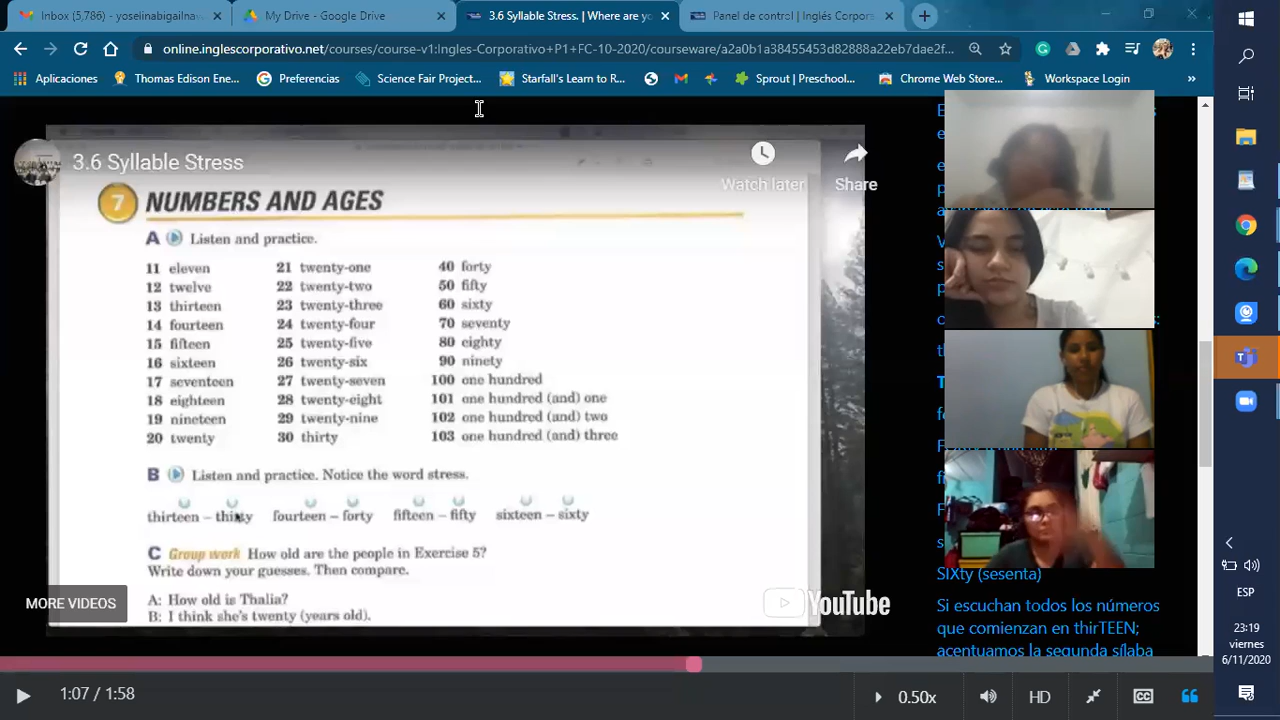 Inbox (5,786) - yoselinabigailnav
My Drive - Google Drive
3.6 Syllable Stress. | Where are yo
Panel de control | Inglés Corpora
online.inglescorporativo.net/courses/course-v1:Ingles-Corporativo+P1+FC-10-2020/courseware/a2a0b1a38455453d82888a22eb7dae2f...
Aplicaciones
Thomas Edison Ene...
Preferencias
Science Fair Project...
Starfall's Learn to R...
Sprout | Preschool...
Chrome Web Store...
Workspace Login
3.6 Syllable Stress
Watch later
Share
7 NUMBERS AND AGES
A Listen and practice.
11 eleven 21 twenty-one 40 forty
12 twelve 22 twenty-two 50 fifty
13 thirteen 23 twenty-three 60 sixty
14 fourteen 24 twenty-four 70 seventy
15 fifteen 25 twenty-five 80 eighty
16 sixteen 26 twenty-six 90 ninety
17 seventeen 27 twenty-seven 100 one hundred
18 eighteen 28 twenty-eight 101 one hundred (and) one
19 nineteen 29 twenty-nine 102 one hundred (and) two
20 twenty 30 thirty 103 one hundred (and) three
B Listen and practice. Notice the word stress.
thirteen – thirty fourteen – forty fifteen – fifty sixteen – sixty
C Group work How old are the people in Exercise 5?
Write down your guesses. Then compare.
A: How old is Thalia?
B: I think she's twenty (years old).
MORE VIDEOS
YouTube
SIXty (sesenta)
Si escuchan todos los números
que comienzan en thirTEEN;
acentuamos la segunda sílaba
1:07 / 1:58
0.50x
HD
CC
ESP
23:19
viernes
6/11/2020